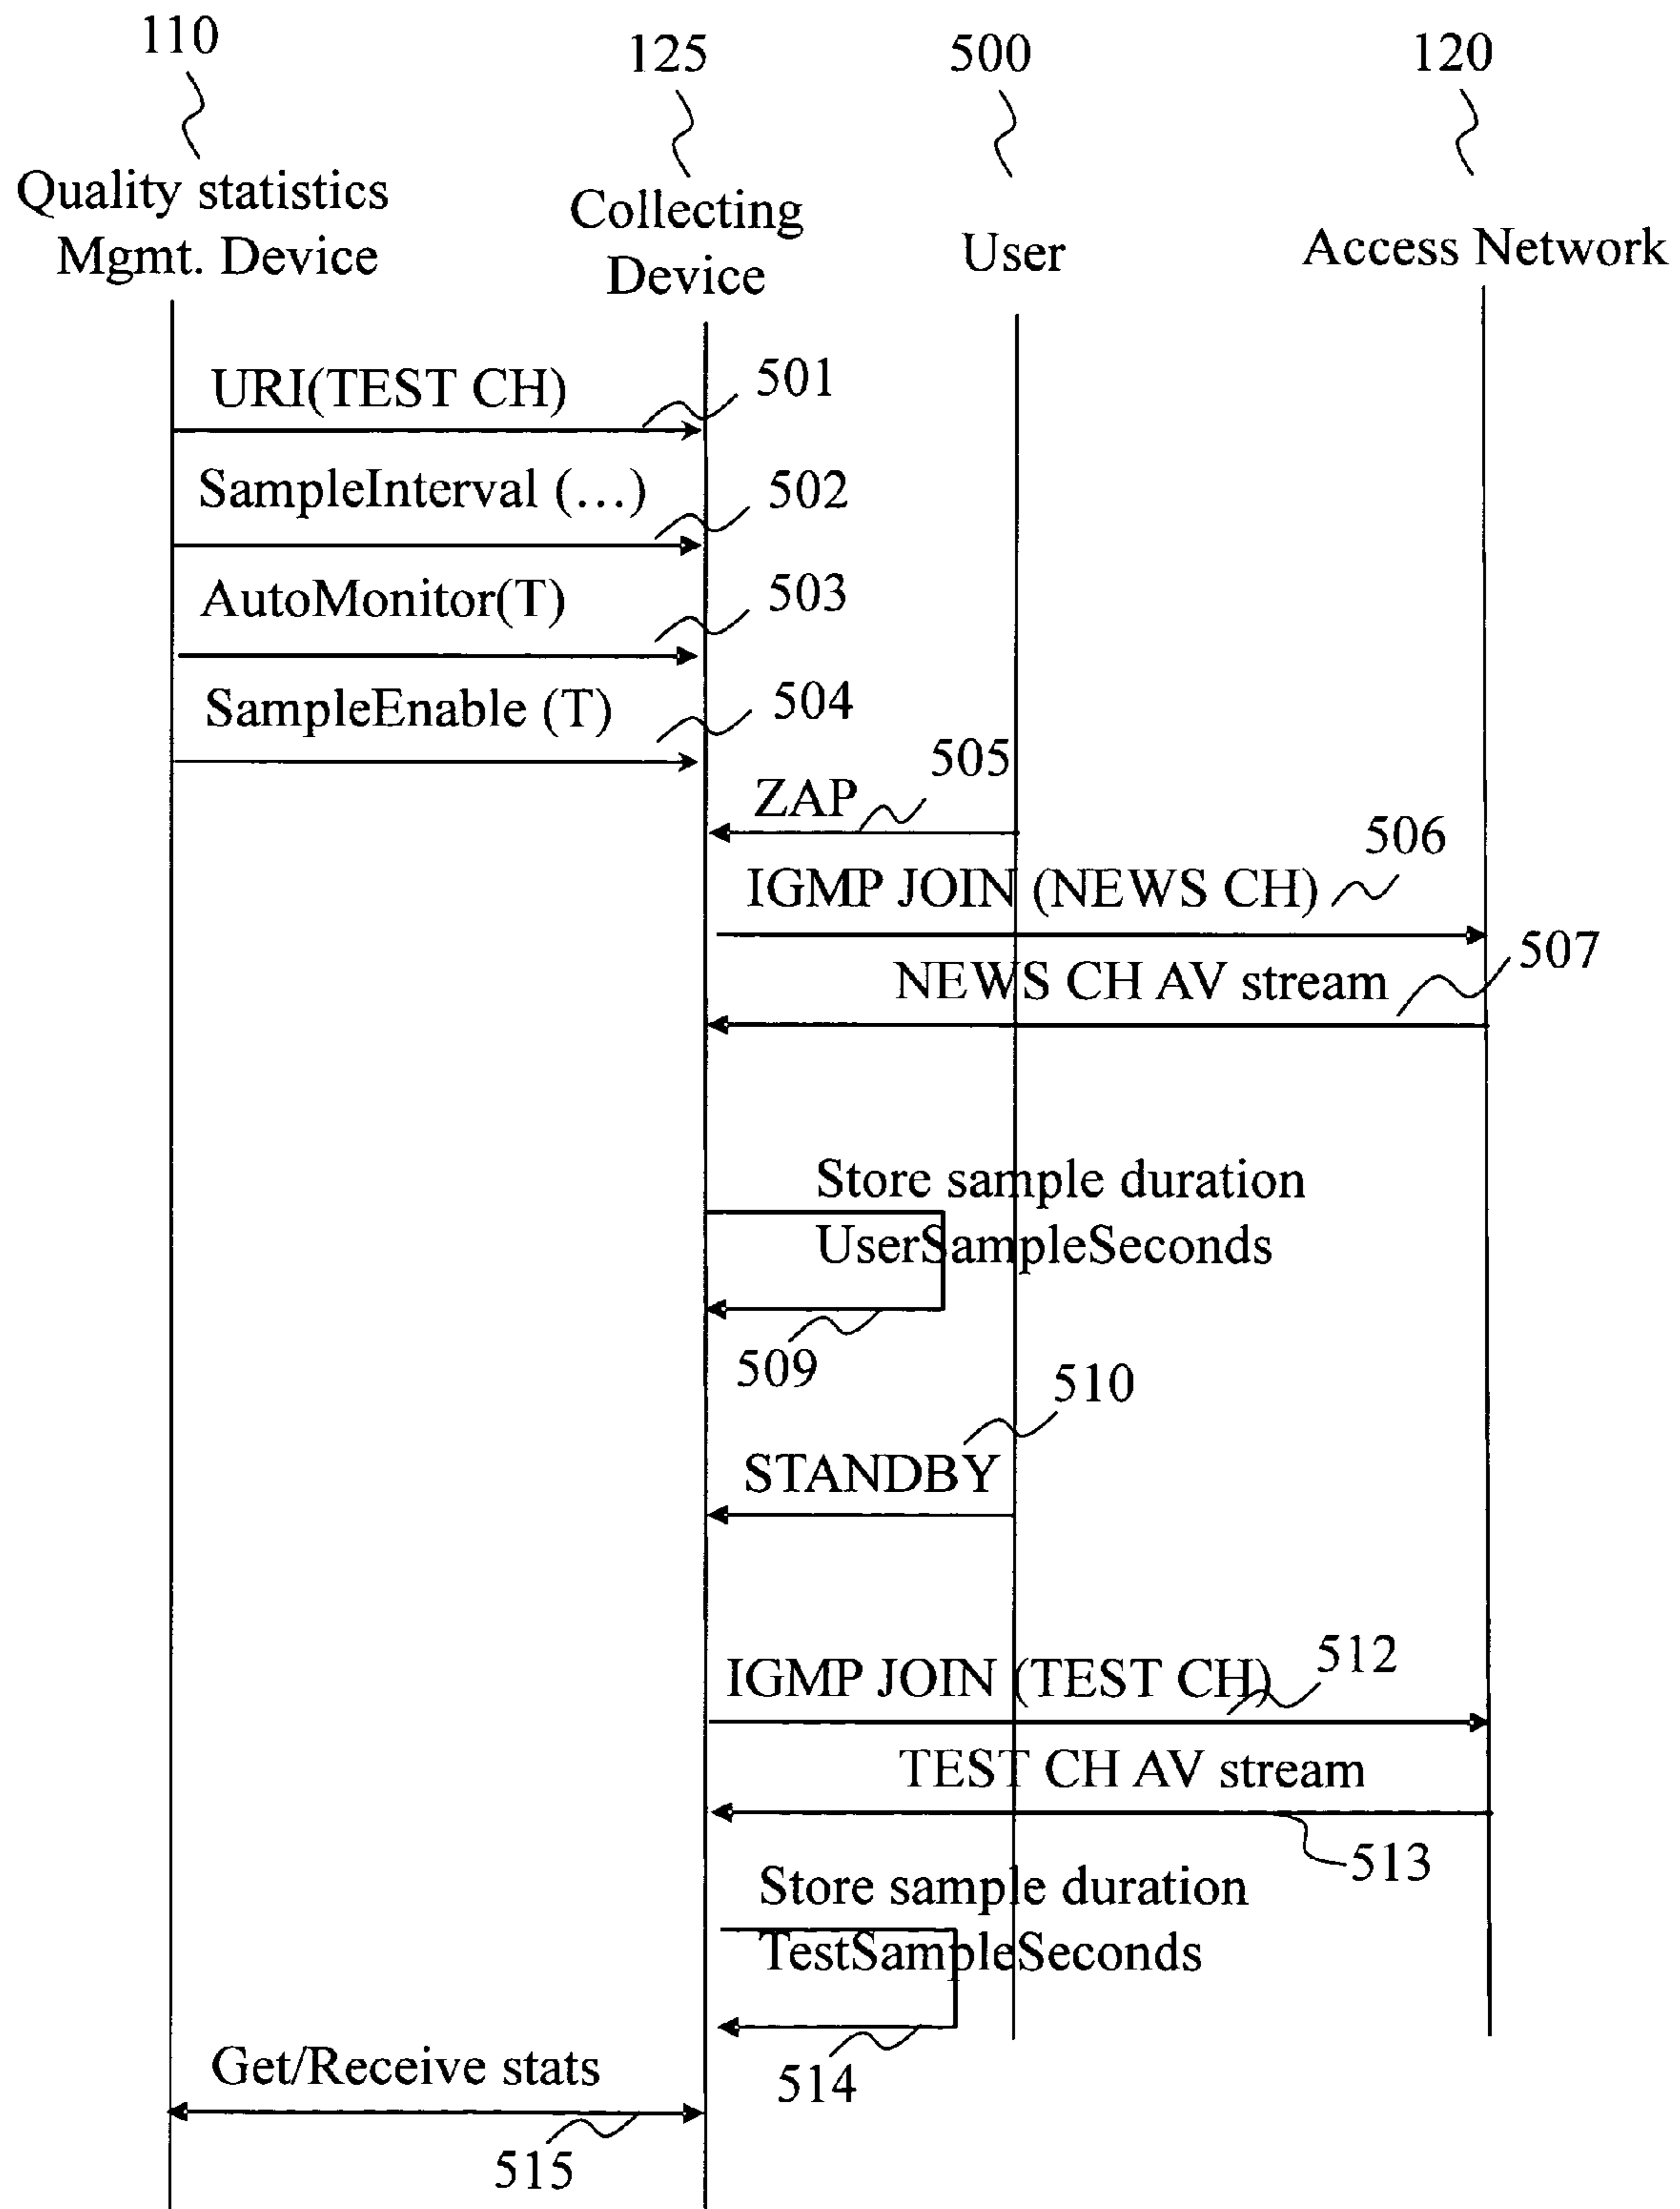 110
125
500
120
Quality statistics
Mgmt. Device
Collecting
Device
User
Access Network
URI(TEST CH)
501
SampleInterval (...)
502
AutoMonitor(T)
503
SampleEnable (T)
504
505
ZAP
506
IGMP JOIN (NEWS CH)
507
NEWS CH AV stream
Store sample duration
UserSampleSeconds
509
510
STANDBY
IGMP JOIN (TEST CH)
512
TEST CH AV stream
513
Store sample duration
TestSampleSeconds
514
Get/Receive stats
515